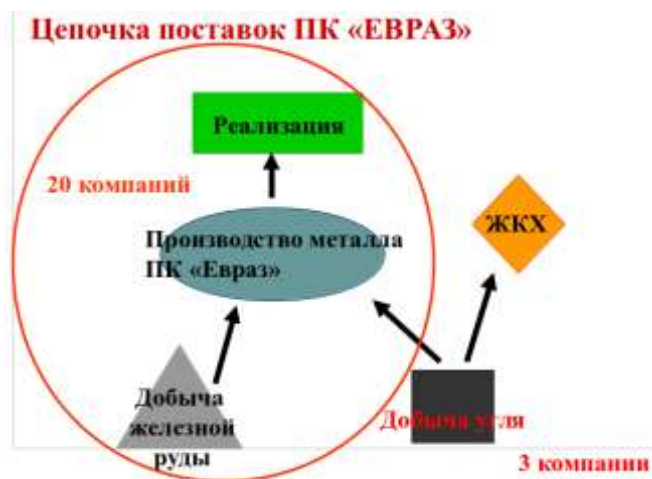 Цепочка поставок ПК «ЕВРАЗ»
Реализация
20 компаний
ЖКХ
Производство металла
ПК «Евраз»
Добыча
железной
руды
Добыча угля
3 компании